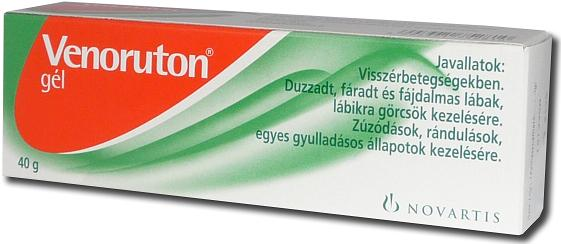 Venoruton®
gél
40 g
Javallatok:
Visszérbetegségekben.
Duzzadt, fáradt és fájdalmas lábak,
lábikra görcsök kezelésére.
Zúzódások, rándulások,
egyes gyulladásos állapotok kezelésére.
NOVARTIS